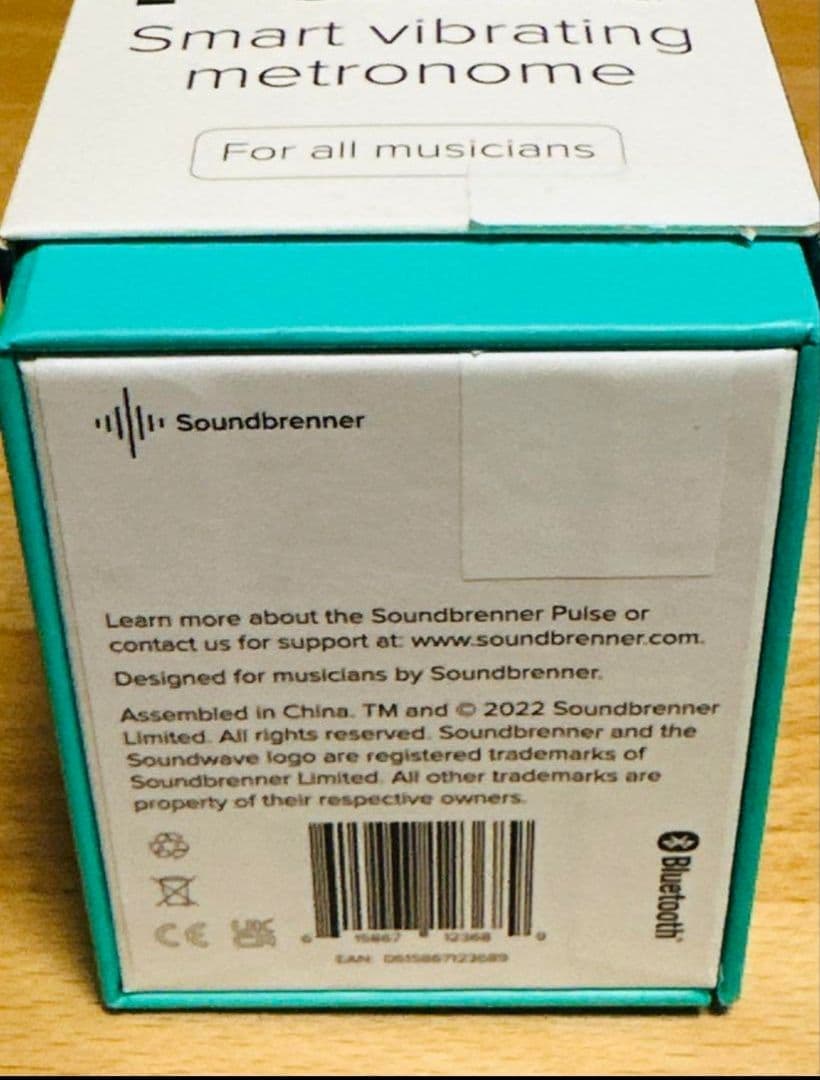 Smart vibrating
metronome
For all musicians
Soundbrenner
Learn more about the Soundbrenner Pulse or
contact us for support at: www.soundbrenner.com.
Designed for musicians by Soundbrenner.
Assembled in China. TM and © 2022 Soundbrenner
Limited. All rights reserved. Soundbrenner and the
Soundwave logo are registered trademarks of
Soundbrenner Limited. All other trademarks are
property of their respective owners.
Bluetooth
CE UK CA
EAN: